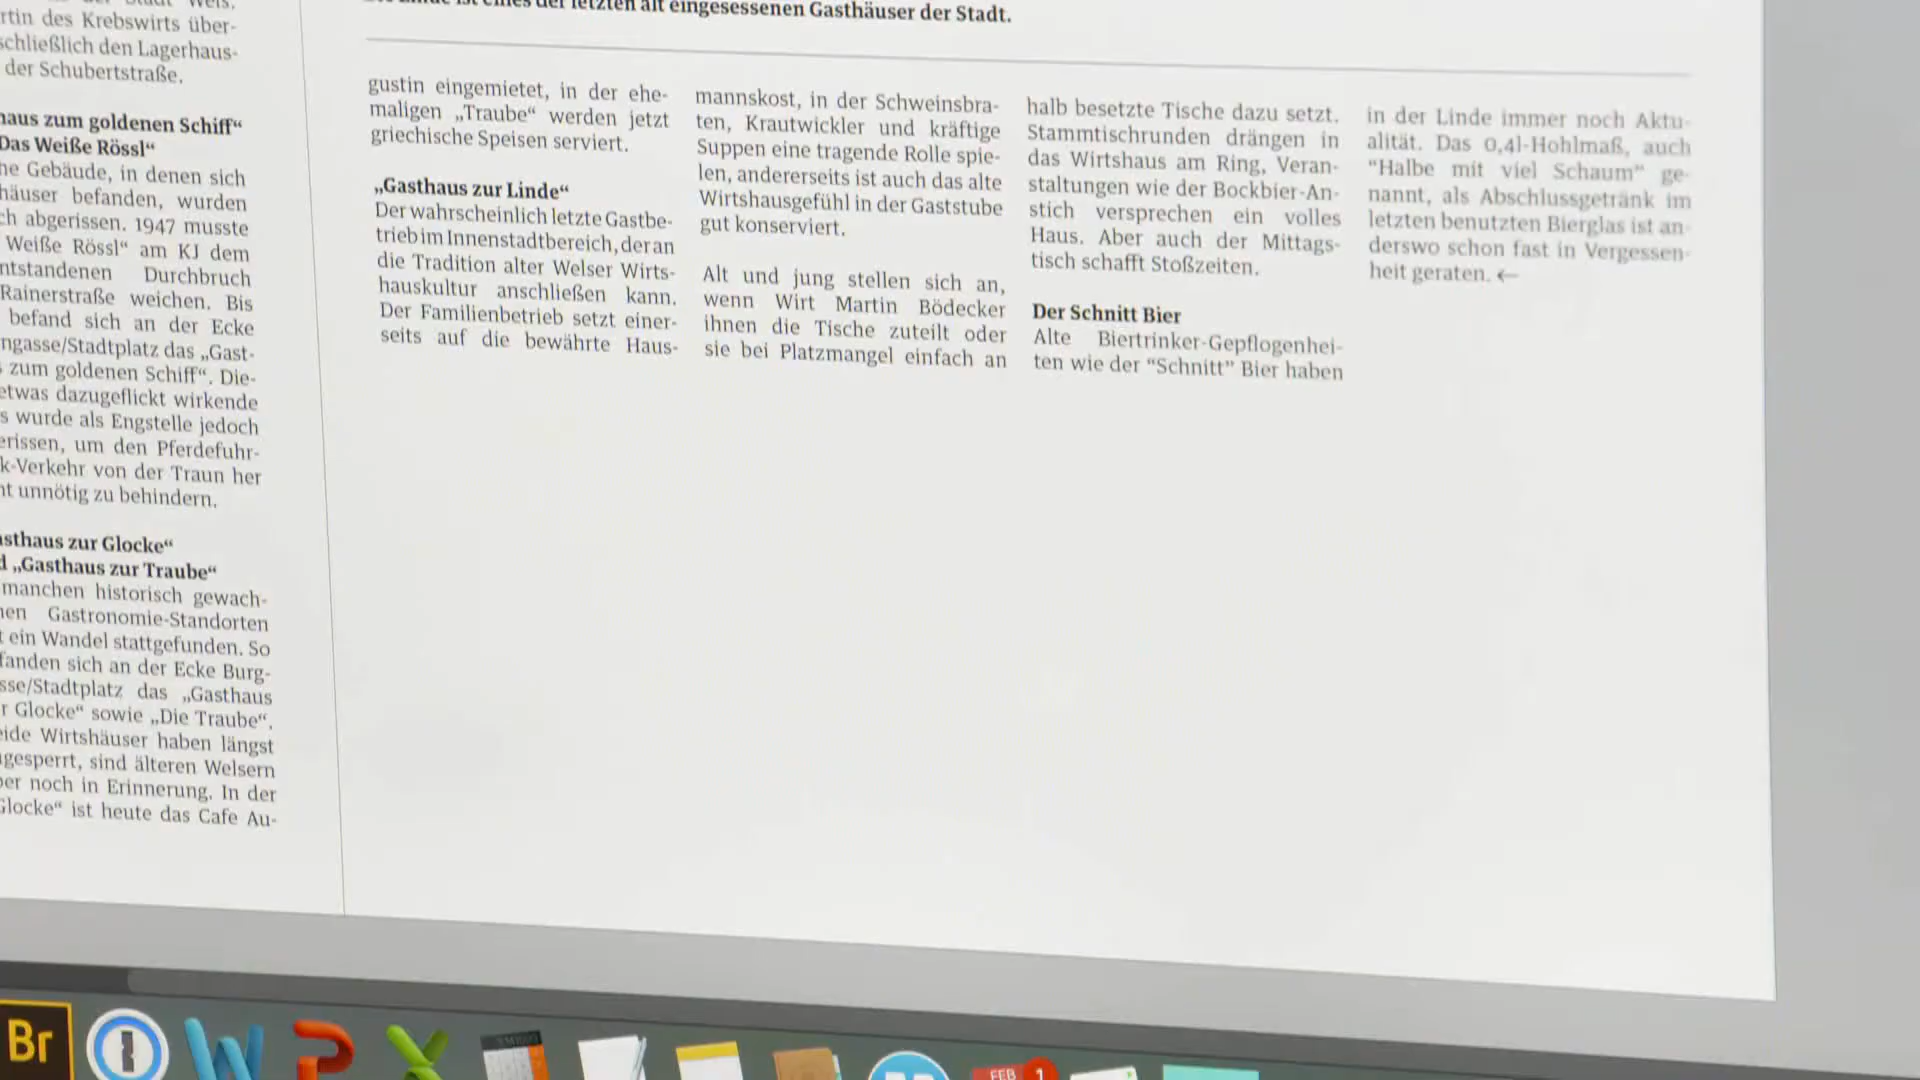 rtin des Krebswirts über-
schließlich den Lagerhaus-
der Schubertstraße.
haus zum goldenen Schiff“
Das Weiße Rössl“
he Gebäude, in denen sich
häuser befanden, wurden
ch abgerissen. 1947 musste
Weiße Rössl“ am KJ dem
ntstandenen Durchbruch
Rainerstraße weichen. Bis
befand sich an der Ecke
ngasse/Stadtplatz das „Gast-
zum goldenen Schiff“. Die-
etwas dazugeflickt wirkende
s wurde als Engstelle jedoch
erissen, um den Pferdefuhr-
k-Verkehr von der Traun her
ht unnötig zu behindern.
asthaus zur Glocke“
d „Gasthaus zur Traube“
manchen historisch gewach-
nen Gastronomie-Standorten
t ein Wandel stattgefunden. So
fanden sich an der Ecke Burg-
sse/Stadtplatz das „Gasthaus
r Glocke“ sowie „Die Traube“.
eide Wirtshäuser haben längst
gesperrt, sind älteren Welsern
ber noch in Erinnerung. In der
Glocke“ ist heute das Cafe Au-
Linde ist eines der letzten alt eingesessenen Gasthäuser der Stadt.
gustin eingemietet, in der ehe-
maligen „Traube“ werden jetzt
griechische Speisen serviert.
„Gasthaus zur Linde“
Der wahrscheinlich letzte Gastbe-
trieb im Innenstadtbereich, der an
die Tradition alter Welser Wirts-
hauskultur anschließen kann.
Der Familienbetrieb setzt einer-
seits auf die bewährte Haus-
mannskost, in der Schweinsbra-
ten, Krautwickler und kräftige
Suppen eine tragende Rolle spie-
len, andererseits ist auch das alte
Wirtshausgefühl in der Gaststube
gut konserviert.
Alt und jung stellen sich an,
wenn Wirt Martin Bödecker
ihnen die Tische zuteilt oder
sie bei Platzmangel einfach an
halb besetzte Tische dazu setzt.
Stammtischrunden drängen in
das Wirtshaus am Ring, Veran-
staltungen wie der Bockbier-An-
stich versprechen ein volles
Haus. Aber auch der Mittags-
tisch schafft Stoßzeiten.
Der Schnitt Bier
Alte Biertrinker-Gepflogenhei-
ten wie der “Schnitt” Bier haben
in der Linde immer noch Aktu-
alität. Das 0,4l-Hohlmaß, auch
“Halbe mit viel Schaum” ge-
nannt, als Abschlussgetränk im
letzten benutzten Bierglas ist an-
derswo schon fast in Vergessen-
heit geraten. ←
Br
FEB
1